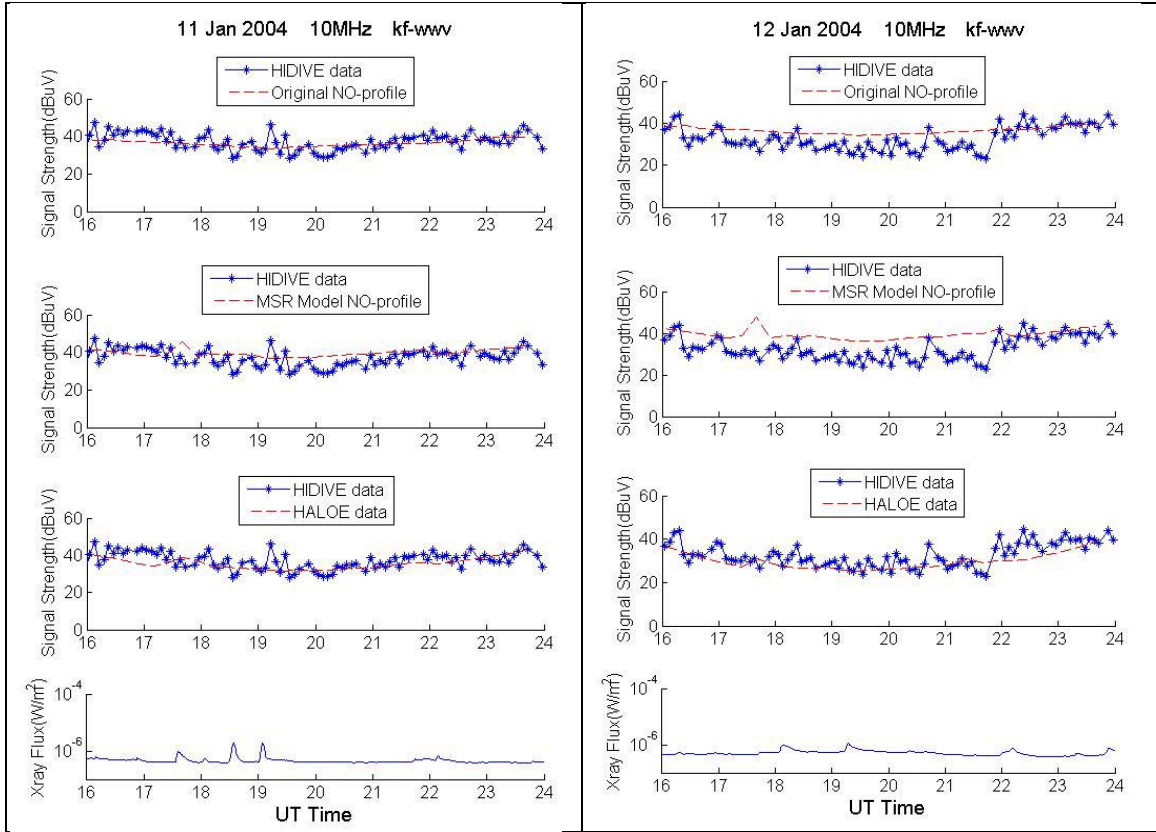 11 Jan 2004 10MHz kf-wwv
HIDIVE data
Original NO-profile
Signal Strength(dBuV)
60
40
20
0
16 17 18 19 20 21 22 23 24
HIDIVE data
MSR Model NO-profile
Signal Strength(dBuV)
60
40
20
0
16 17 18 19 20 21 22 23 24
HIDIVE data
HALOE data
Signal Strength(dBuV)
60
40
20
0
16 17 18 19 20 21 22 23 24
Xray Flux(W/m²)
10⁻⁴
10⁻⁶
16 17 18 19 20 21 22 23 24
UT Time
12 Jan 2004 10MHz kf-wwv
HIDIVE data
Original NO-profile
Signal Strength(dBuV)
60
40
20
0
16 17 18 19 20 21 22 23 24
HIDIVE data
MSR Model NO-profile
Signal Strength(dBuV)
60
40
20
0
16 17 18 19 20 21 22 23 24
HIDIVE data
HALOE data
Signal Strength(dBuV)
60
40
20
0
16 17 18 19 20 21 22 23 24
Xray Flux(W/m²)
10⁻⁴
10⁻⁶
16 17 18 19 20 21 22 23 24
UT Time